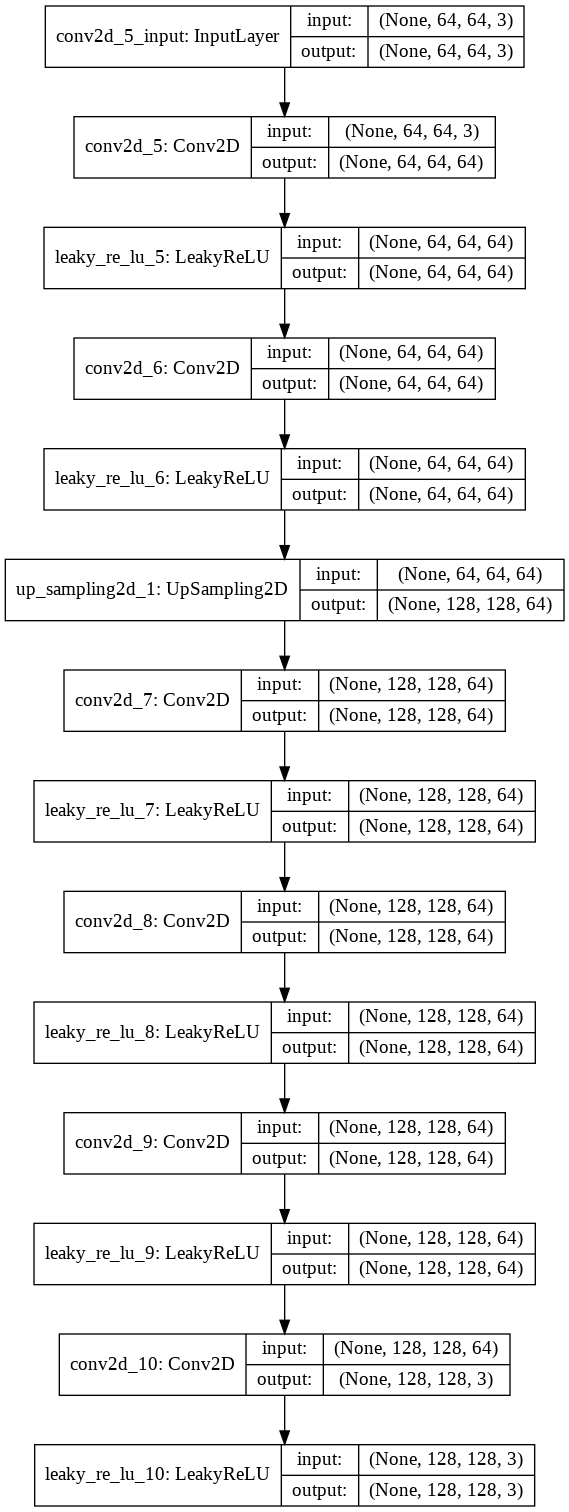 conv2d_5_input: InputLayer
input: (None, 64, 64, 3)
output: (None, 64, 64, 3)
conv2d_5: Conv2D
input: (None, 64, 64, 3)
output: (None, 64, 64, 64)
leaky_re_lu_5: LeakyReLU
input: (None, 64, 64, 64)
output: (None, 64, 64, 64)
conv2d_6: Conv2D
input: (None, 64, 64, 64)
output: (None, 64, 64, 64)
leaky_re_lu_6: LeakyReLU
input: (None, 64, 64, 64)
output: (None, 64, 64, 64)
up_sampling2d_1: UpSampling2D
input: (None, 64, 64, 64)
output: (None, 128, 128, 64)
conv2d_7: Conv2D
input: (None, 128, 128, 64)
output: (None, 128, 128, 64)
leaky_re_lu_7: LeakyReLU
input: (None, 128, 128, 64)
output: (None, 128, 128, 64)
conv2d_8: Conv2D
input: (None, 128, 128, 64)
output: (None, 128, 128, 64)
leaky_re_lu_8: LeakyReLU
input: (None, 128, 128, 64)
output: (None, 128, 128, 64)
conv2d_9: Conv2D
input: (None, 128, 128, 64)
output: (None, 128, 128, 64)
leaky_re_lu_9: LeakyReLU
input: (None, 128, 128, 64)
output: (None, 128, 128, 64)
conv2d_10: Conv2D
input: (None, 128, 128, 64)
output: (None, 128, 128, 3)
leaky_re_lu_10: LeakyReLU
input: (None, 128, 128, 3)
output: (None, 128, 128, 3)